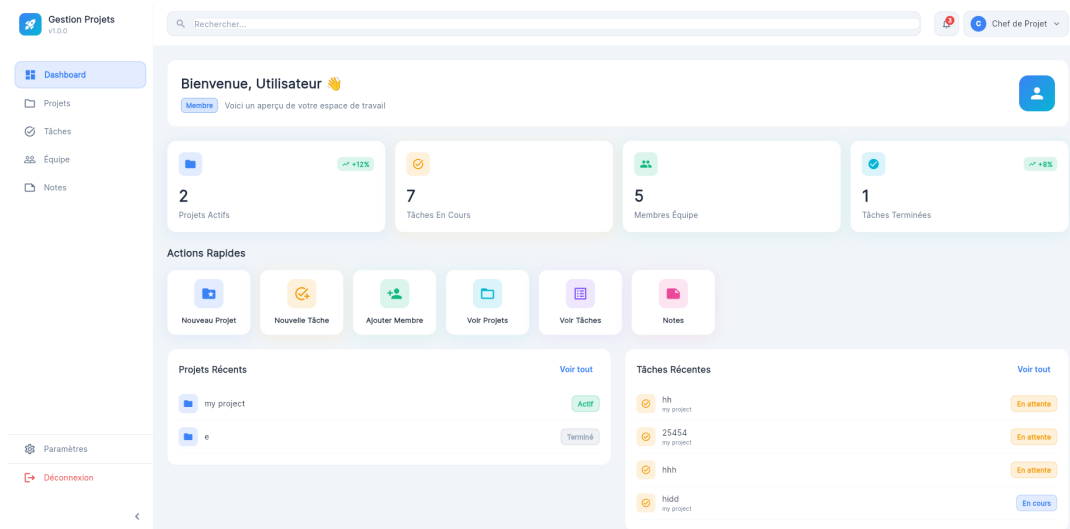 Gestion Projets
v1.0.0
Rechercher...
3
C
Chef de Projet
Dashboard
Projets
Tâches
Équipe
Notes
Paramètres
Déconnexion
Bienvenue, Utilisateur 👋
Membre
Voici un aperçu de votre espace de travail
+12%
2
Projets Actifs
7
Tâches En Cours
5
Membres Équipe
+8%
1
Tâches Terminées
Actions Rapides
Nouveau Projet
Nouvelle Tâche
Ajouter Membre
Voir Projets
Voir Tâches
Notes
Projets Récents
Voir tout
my project
Actif
e
Terminé
Tâches Récentes
Voir tout
hh
my project
En attente
25454
my project
En attente
hhh
En attente
hidd
my project
En cours